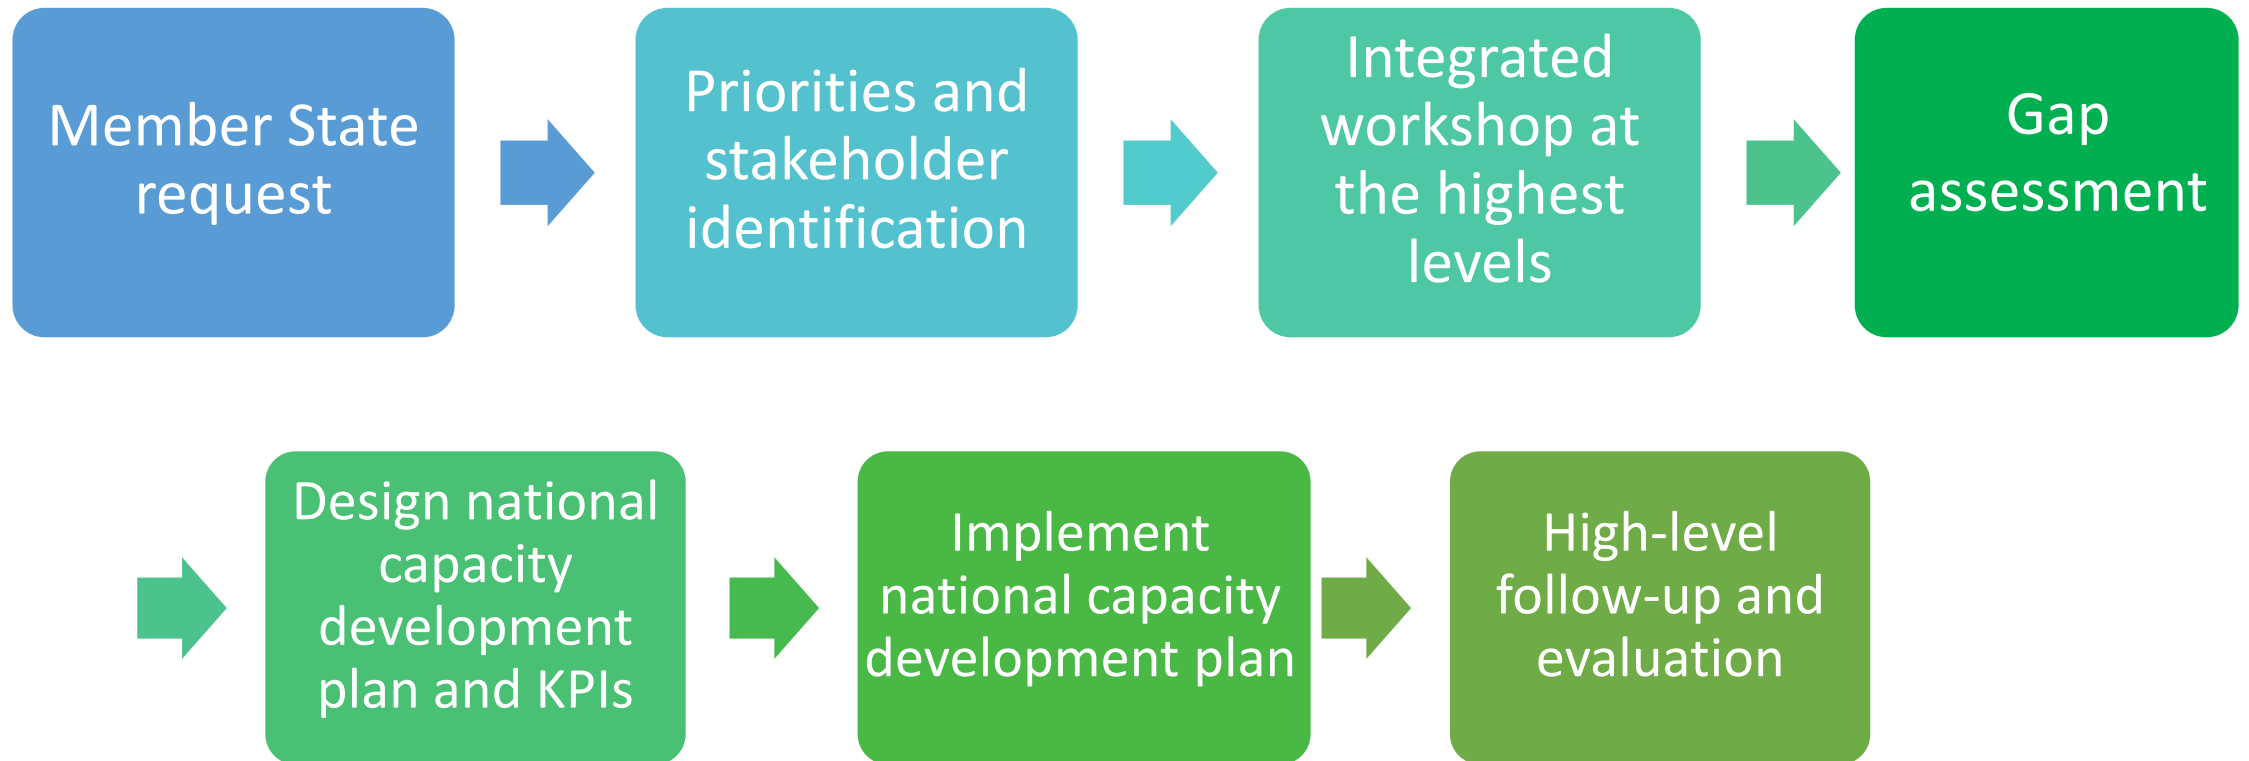 Member State
request
Priorities and
stakeholder
identification
Integrated
workshop at
the highest
levels
Gap
assessment
Design national
capacity
development
plan and KPIs
Implement
national capacity
development plan
High-level
follow-up and
evaluation